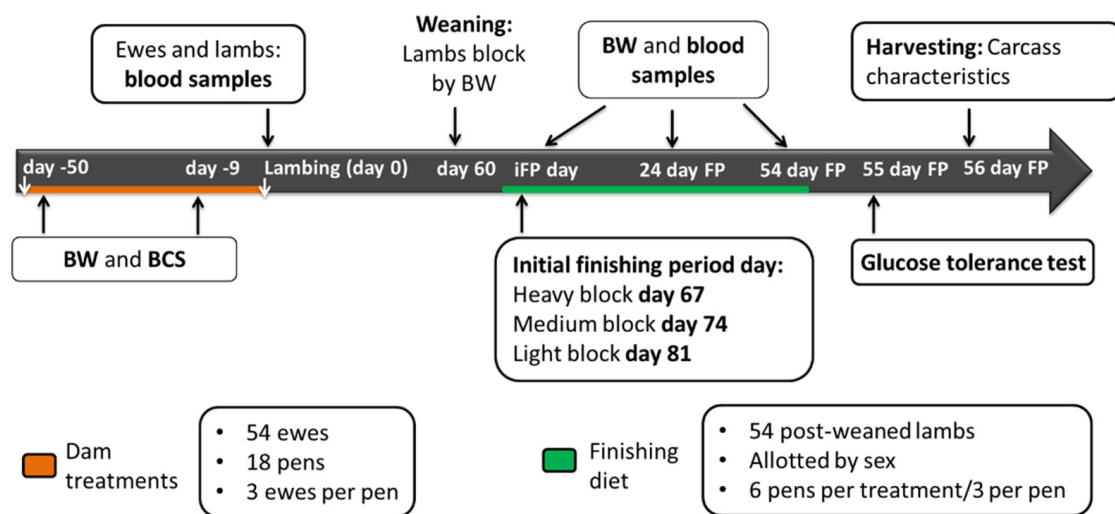 Ewes and lambs:
blood samples
Weaning:
Lambs block
by BW
BW and blood
samples
Harvesting: Carcass
characteristics
day -50
day -9
Lambing (day 0)
day 60
iFP day
24 day FP
54 day FP
55 day FP
56 day FP
BW and BCS
Initial finishing period day:
Heavy block day 67
Medium block day 74
Light block day 81
Glucose tolerance test
Dam
treatments
• 54 ewes
• 18 pens
• 3 ewes per pen
Finishing
diet
• 54 post-weaned lambs
• Allotted by sex
• 6 pens per treatment/3 per pen